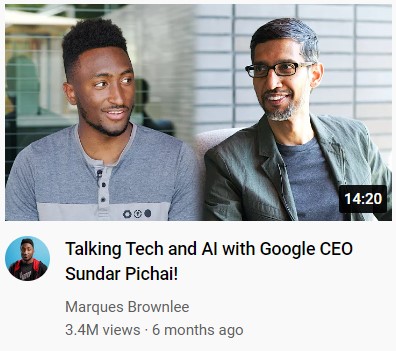 14:20
Talking Tech and AI with Google CEO
Sundar Pichai!
Marques Brownlee
3.4M views · 6 months ago